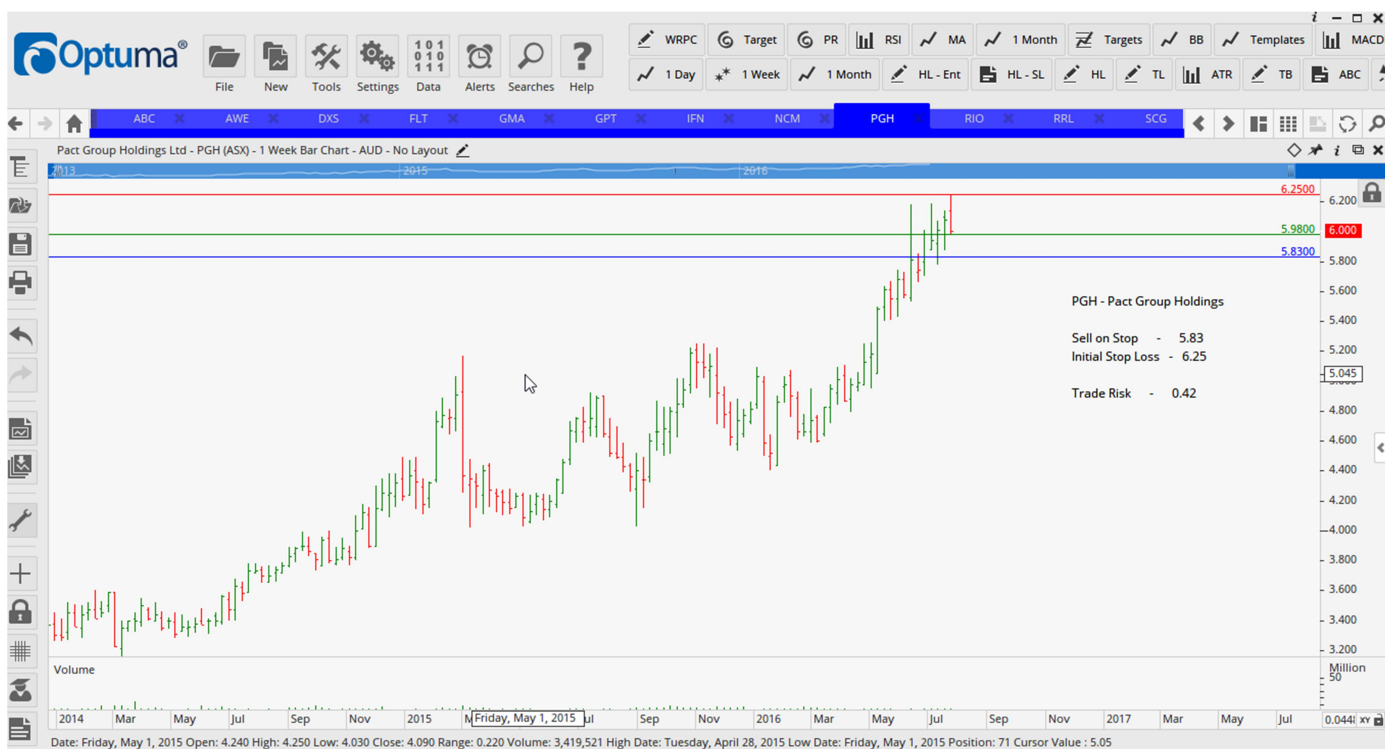 i
Optuma®
File
New
Tools
Settings
101
010
111
Data
Alerts
Searches
?
Help
WRPC
Target
PR
RSI
MA
1 Month
Targets
BB
Templates
MACD
1 Day
1 Week
1 Month
HL - Ent
HL - SL
HL
TL
ATR
TB
ABC
ABC
AWE
DXS
FLT
GMA
GPT
IFN
NCM
PGH
RIO
RRL
SCG
Pact Group Holdings Ltd - PGH (ASX) - 1 Week Bar Chart - AUD - No Layout
i
2013
2015
2016
6.2500
6.200
5.9800
6.000
5.8300
5.800
5.600
5.400
5.200
5.045
4.800
4.600
4.400
4.200
4.000
3.800
3.600
3.400
3.200
PGH - Pact Group Holdings
Sell on Stop - 5.83
Initial Stop Loss - 6.25
Trade Risk - 0.42
Volume
Million
50
2014
Mar
May
Jul
Sep
Nov
2015
Friday, May 1, 2015
Sep
Nov
2016
Mar
May
Jul
Sep
Nov
2017
Mar
May
Jul
XY
Date: Friday, May 1, 2015 Open: 4.240 High: 4.250 Low: 4.030 Close: 4.090 Range: 0.220 Volume: 3,419,521 High Date: Tuesday, April 28, 2015 Low Date: Friday, May 1, 2015 Position: 71 Cursor Value : 5.05